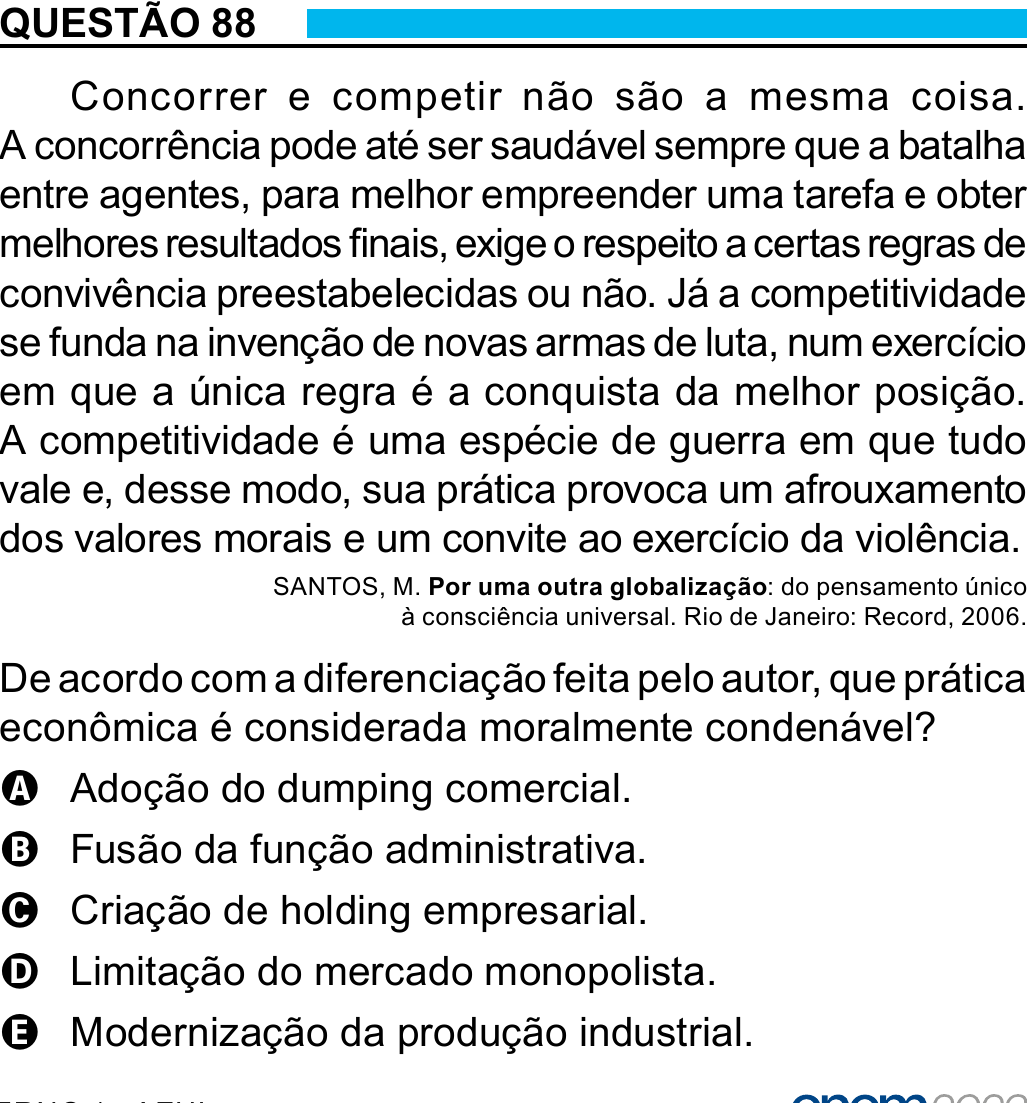 QUESTÃO 88
Concorrer e competir não são a mesma coisa.
A concorrência pode até ser saudável sempre que a batalha
entre agentes, para melhor empreender uma tarefa e obter
melhores resultados finais, exige o respeito a certas regras de
convivência preestabelecidas ou não. Já a competitividade
se funda na invenção de novas armas de luta, num exercício
em que a única regra é a conquista da melhor posição.
A competitividade é uma espécie de guerra em que tudo
vale e, desse modo, sua prática provoca um afrouxamento
dos valores morais e um convite ao exercício da violência.
SANTOS, M. Por uma outra globalização: do pensamento único
à consciência universal. Rio de Janeiro: Record, 2006.
De acordo com a diferenciação feita pelo autor, que prática
econômica é considerada moralmente condenável?
A Adoção do dumping comercial.
B Fusão da função administrativa.
C Criação de holding empresarial.
D Limitação do mercado monopolista.
E Modernização da produção industrial.